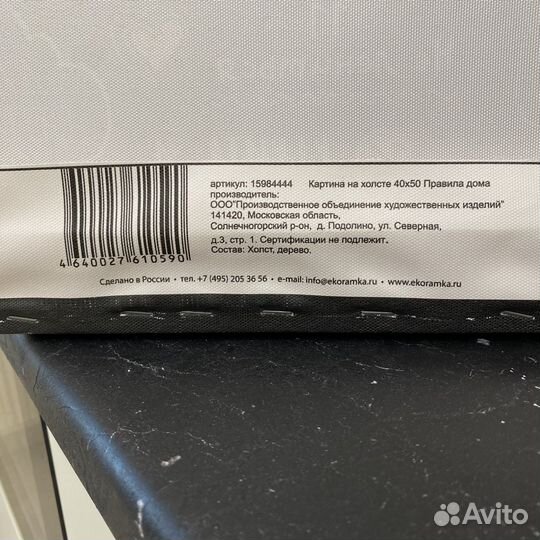 артикул: 15984444 Картина на холсте 40x50 Правила дома
производитель:
ООО"Производственное объединение художественных изделий"
141420, Московская область,
Солнечногорский р-он, д. Подолино, ул. Северная,
д.3, стр. 1. Сертификации не подлежит.
Состав: Холст, дерево.
4 640027 610590
Сделано в России • тел. +7 (495) 205 36 56 • e-mail: info@ekoramka.ru • www.ekoramka.ru
Avito